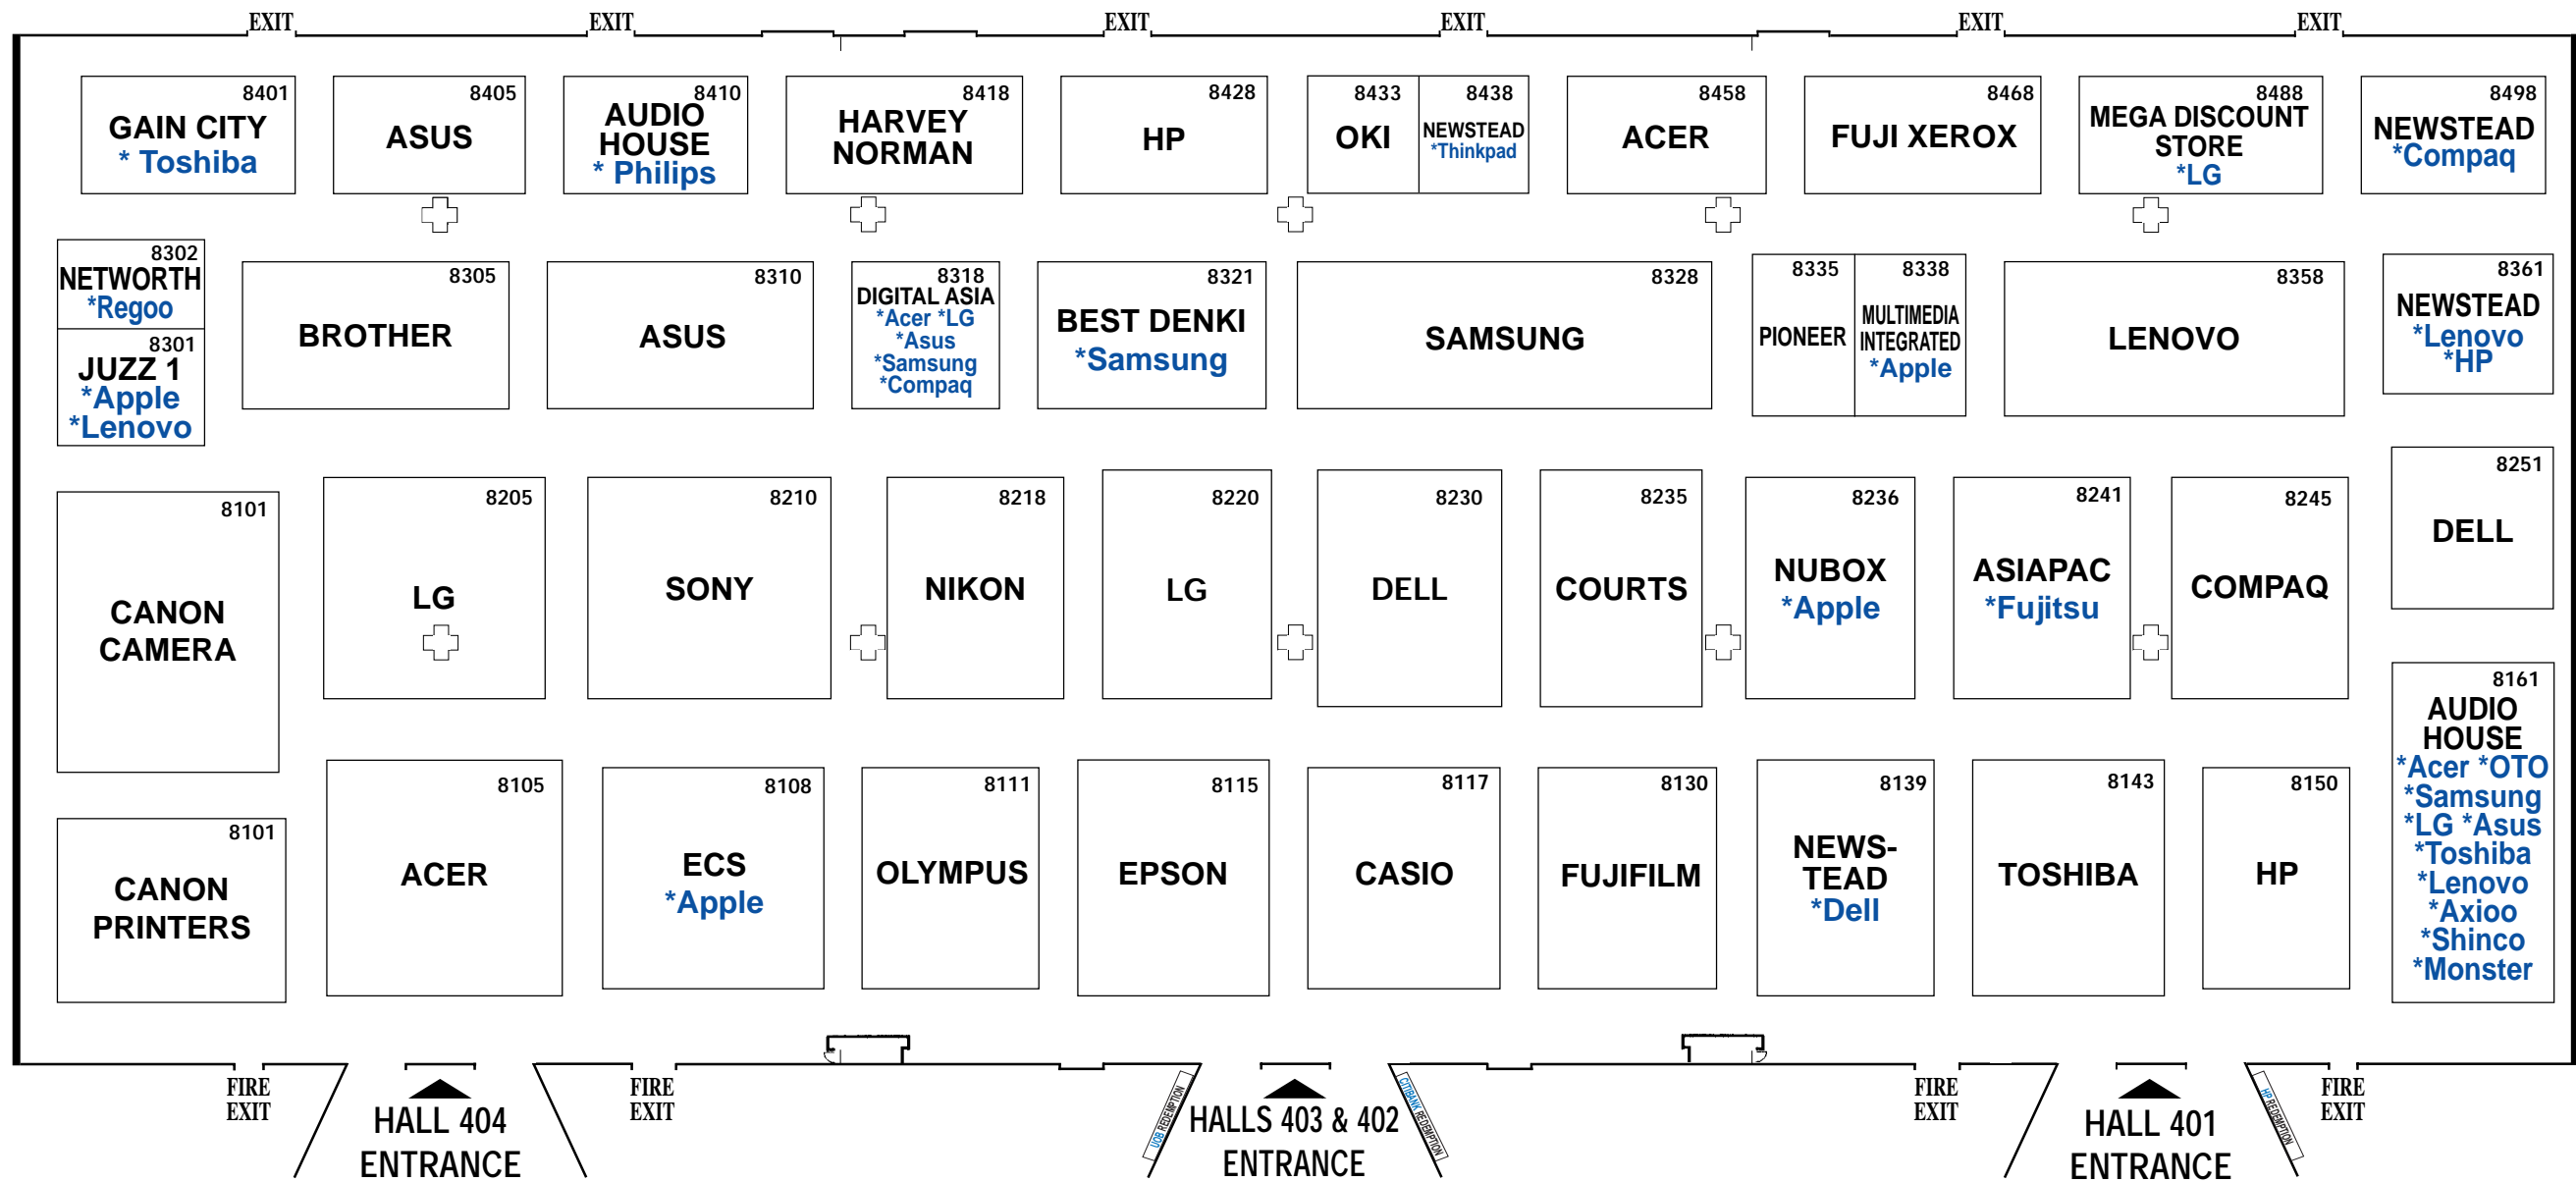 EXIT
EXIT
EXIT
EXIT
EXIT
EXIT
8401
GAIN CITY
* Toshiba
8405
ASUS
8410
AUDIO
HOUSE
* Philips
8418
HARVEY
NORMAN
8428
HP
8433
OKI
8438
NEWSTEAD
*Thinkpad
8458
ACER
8468
FUJI XEROX
8488
MEGA DISCOUNT
STORE
*LG
8498
NEWSTEAD
*Compaq
8302
NETWORTH
*Regoo
8301
JUZZ 1
*Apple
*Lenovo
8305
BROTHER
8310
ASUS
8318
DIGITAL ASIA
*Acer *LG
*Asus
*Samsung
*Compaq
8321
BEST DENKI
*Samsung
8328
SAMSUNG
8335
PIONEER
8338
MULTIMEDIA
INTEGRATED
*Apple
8358
LENOVO
8361
NEWSTEAD
*Lenovo
*HP
8101
CANON
CAMERA
8205
LG
8210
SONY
8218
NIKON
8220
LG
8230
DELL
8235
COURTS
8236
NUBOX
*Apple
8241
ASIAPAC
*Fujitsu
8245
COMPAQ
8251
DELL
8101
CANON
PRINTERS
8105
ACER
8108
ECS
*Apple
8111
OLYMPUS
8115
EPSON
8117
CASIO
8130
FUJIFILM
8139
NEWS-
TEAD
*Dell
8143
TOSHIBA
8150
HP
8161
AUDIO
HOUSE
*Acer *OTO
*Samsung
*LG *Asus
*Toshiba
*Lenovo
*Axioo
*Shinco
*Monster
FIRE
EXIT
HALL 404
ENTRANCE
FIRE
EXIT
UOB REDEMPTION
HALLS 403 & 402
ENTRANCE
CITIBANK REDEMPTION
FIRE
EXIT
HALL 401
ENTRANCE
HP REDEMPTION
FIRE
EXIT